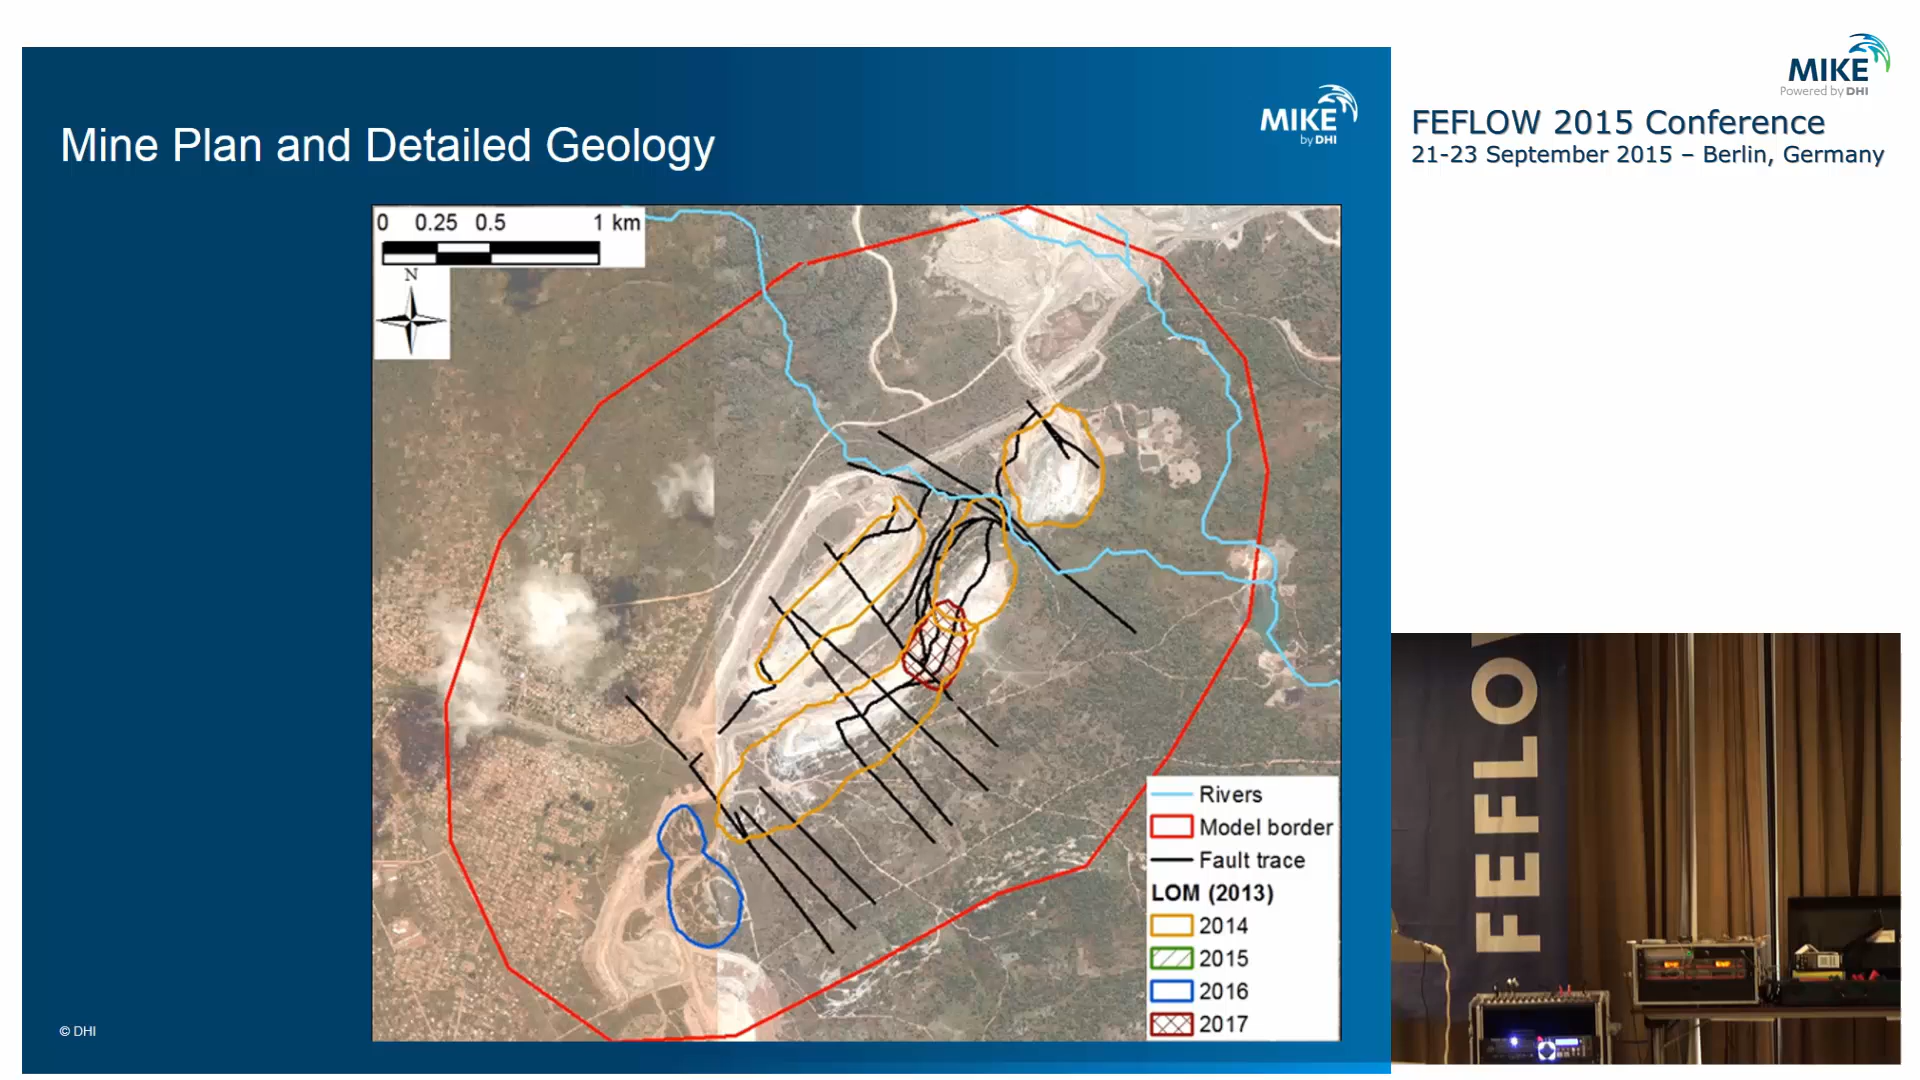 Mine Plan and Detailed Geology
MIKE
by DHI
0 0.25 0.5 1 km
N
Rivers
Model border
Fault trace
LOM (2013)
2014
2015
2016
2017
© DHI
MIKE
Powered by DHI
FEFLOW 2015 Conference
21-23 September 2015 – Berlin, Germany
FEFLO